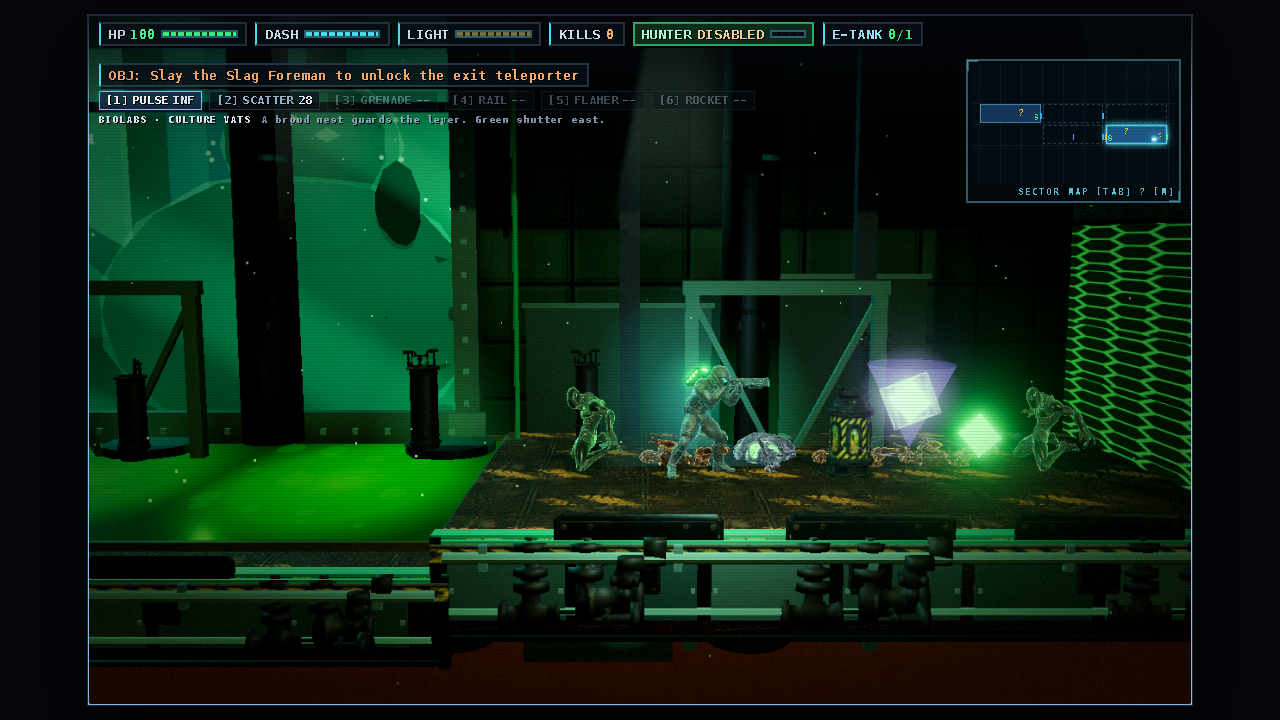 HP 100 DASH LIGHT KILLS 0 HUNTER DISABLED E-TANK 0/1
OBJ: Slay the Slag Foreman to unlock the exit teleporter
[1] PULSE INF [2] SCATTER 28 [3] GRENADE -- [4] RAIL -- [5] FLAMER -- [6] ROCKET --
BIOLABS · CULTURE VATS A brood nest guards the lever. Green shutter east.
? S
S ? ?
SECTOR MAP [TAB] ? [M]